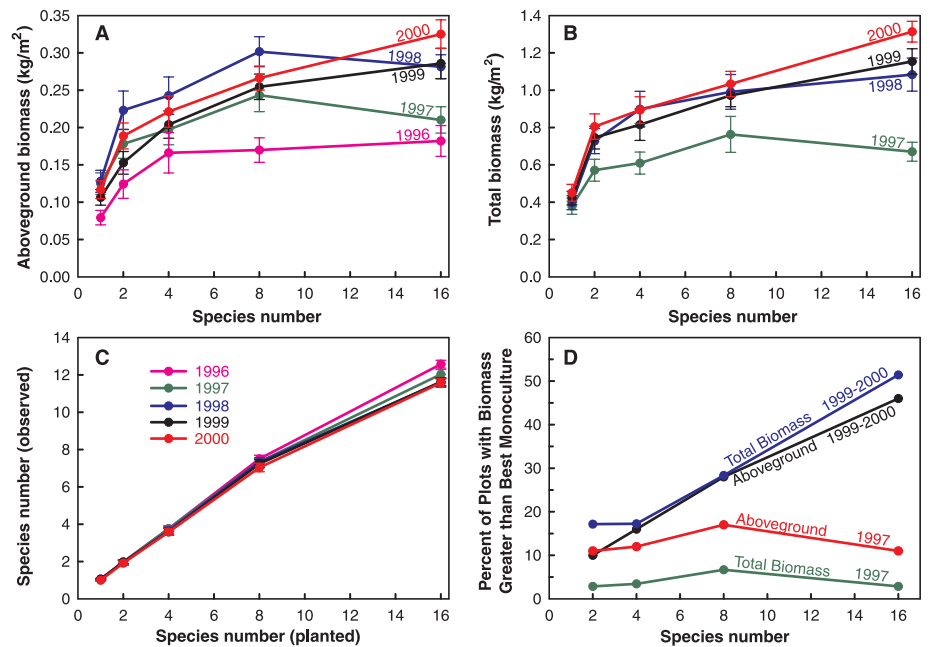 A
Aboveground biomass (kg/m²)
0.35
0.30
0.25
0.20
0.15
0.10
0.05
0.00
2000
1998
1999
1997
1996
0 2 4 6 8 10 12 14 16
Species number
B
Total biomass (kg/m²)
1.4
1.2
1.0
0.8
0.6
0.4
0.2
0.0
2000
1999
1998
1997
0 2 4 6 8 10 12 14 16
Species number
C
Species number (observed)
14
12
10
8
6
4
2
0
1996
1997
1998
1999
2000
0 2 4 6 8 10 12 14 16
Species number (planted)
D
Percent of Plots with Biomass
Greater than Best Monoculture
60
50
40
30
20
10
0
Total Biomass 1999-2000
Aboveground 1999-2000
Aboveground 1997
Total Biomass 1997
0 2 4 6 8 10 12 14 16
Species number